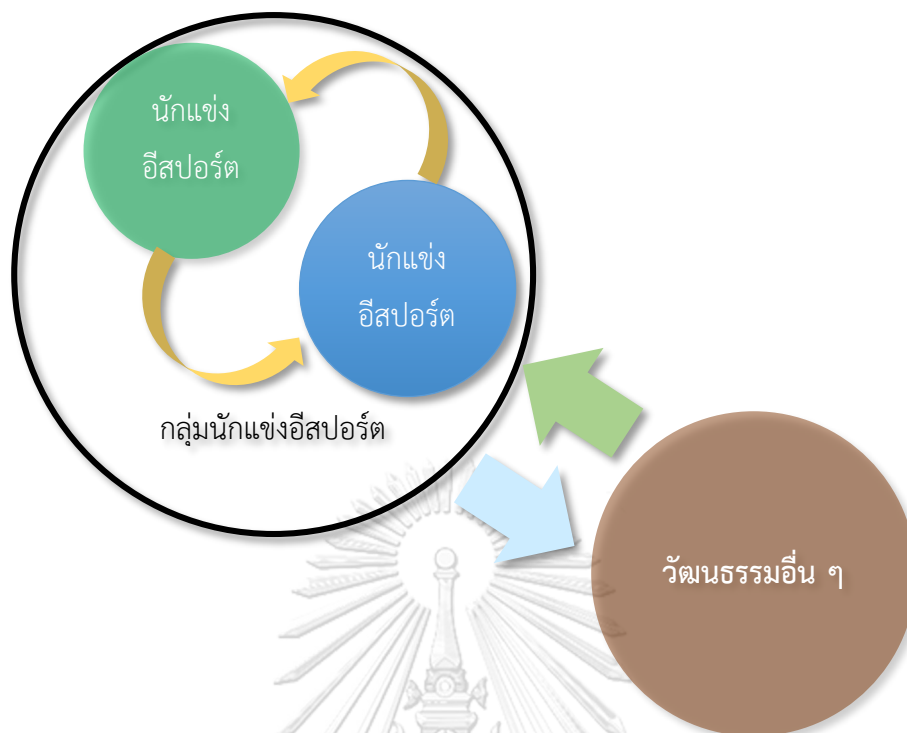 นักแข่ง
อีสปอร์ต
นักแข่ง
อีสปอร์ต
กลุ่มนักแข่งอีสปอร์ต
วัฒนธรรมอื่น ๆ